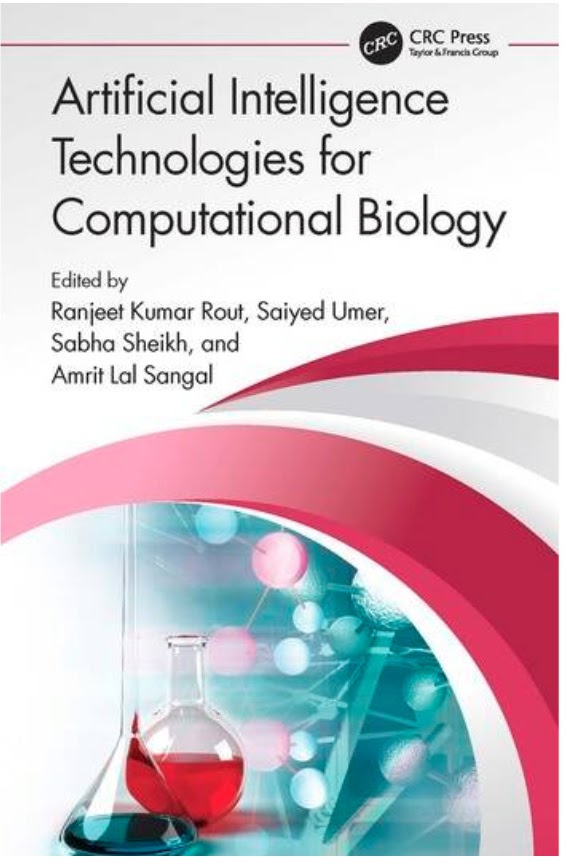 CRC
CRC Press
Taylor & Francis Group
Artificial Intelligence
Technologies for
Computational Biology
Edited by
Ranjeet Kumar Rout, Saiyed Umer,
Sabha Sheikh, and
Amrit Lal Sangal